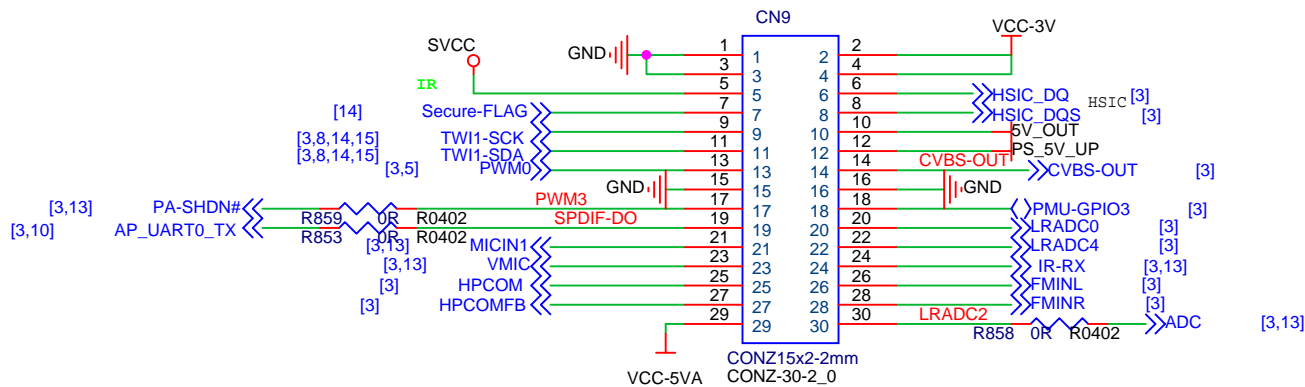 CN9
SVCC
VCC-3V
GND
1 1 2 2
3 3 4 4
IR 5 5 6 6 HSIC_DQ HSIC [3]
[14] Secure-FLAG 7 7 8 8 HSIC_DQS [3]
[3,8,14,15] TWI1-SCK 9 9 10 10 5V_OUT
[3,8,14,15] TWI1-SDA 11 11 12 12 PS_5V_UP
[3,5] PWM0 13 13 14 14 CVBS-OUT CVBS-OUT [3]
GND 15 15 16 16 GND
[3,13] PA-SHDN# R859 0R R0402 PWM3 17 17 18 18 PMU-GPIO3 [3]
[3,10] AP_UART0_TX R853 0R R0402 SPDIF-DO 19 19 20 20 LRADC0 [3]
[3,13] MICIN1 21 21 22 22 LRADC4 [3]
[3,13] VMIC 23 23 24 24 IR-RX [3,13]
[3] HPCOM 25 25 26 26 FMINL [3]
[3] HPCOMFB 27 27 28 28 FMINR [3]
29 29 30 30 LRADC2 R858 0R R0402 ADC [3,13]
VCC-5VA
CONZ15x2-2mm
CONZ-30-2_0